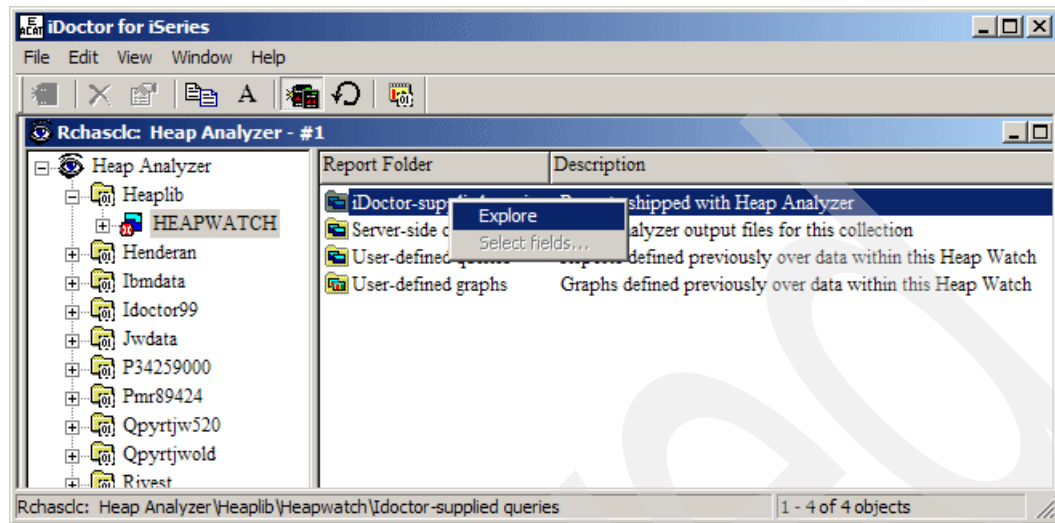 iDoctor for iSeries
File Edit View Window Help
A
Rchasclc: Heap Analyzer - #1
Heap Analyzer
Heaplib
HEAPWATCH
Henderan
Ibmdata
Idoctor99
Jwdata
P34259000
Pmr89424
Qpyrtjw520
Qpyrtjwold
Rivest
Report Folder Description
shipped with Heap Analyzer
Server-side output files for this collection
User-defined defined previously over data within this Heap Watch
User-defined graphs Graphs defined previously over data within this Heap Watch
Explore
Select fields...
Rchasclc: Heap Analyzer\Heaplib\Heapwatch\Idoctor-supplied queries 1 - 4 of 4 objects